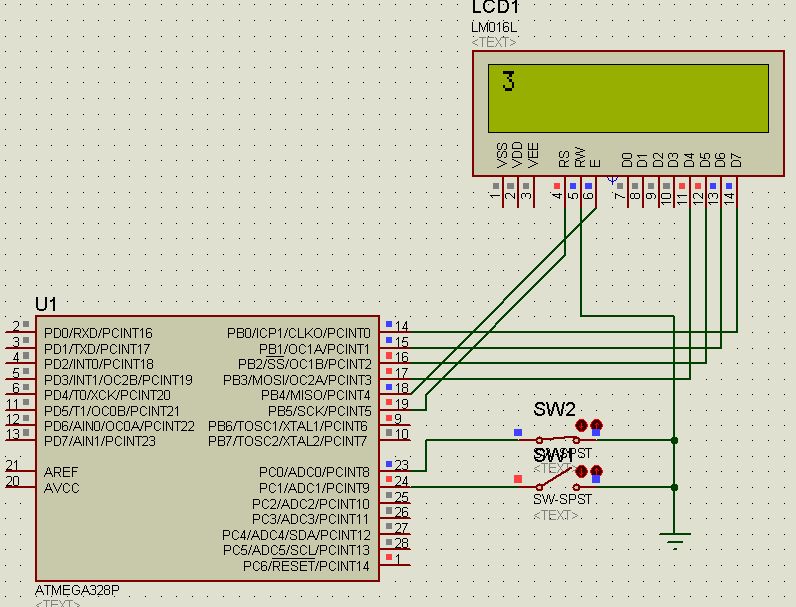 LCD1
LM016L
<TEXT>
3
VSS VDD VEE RS RW E D0 D1 D2 D3 D4 D5 D6 D7
1 2 3 4 5 6 7 8 9 10 11 12 13 14
U1
2 PD0/RXD/PCINT16 PB0/ICP1/CLKO/PCINT0 14
3 PD1/TXD/PCINT17 PB1/OC1A/PCINT1 15
4 PD2/INT0/PCINT18 PB2/SS/OC1B/PCINT2 16
5 PD3/INT1/OC2B/PCINT19 PB3/MOSI/OC2A/PCINT3 17
6 PD4/T0/XCK/PCINT20 PB4/MISO/PCINT4 18
11 PD5/T1/OC0B/PCINT21 PB5/SCK/PCINT5 19
12 PD6/AIN0/OC0A/PCINT22 PB6/TOSC1/XTAL1/PCINT6 9
13 PD7/AIN1/PCINT23 PB7/TOSC2/XTAL2/PCINT7 10
21 AREF PC0/ADC0/PCINT8 23
20 AVCC PC1/ADC1/PCINT9 24
PC2/ADC2/PCINT10 25
PC3/ADC3/PCINT11 26
PC4/ADC4/SDA/PCINT12 27
PC5/ADC5/SCL/PCINT13 28
PC6/RESET/PCINT14 1
ATMEGA328P
<TEXT>
SW2
SW1
<TEXT>
SW-SPST
<TEXT>